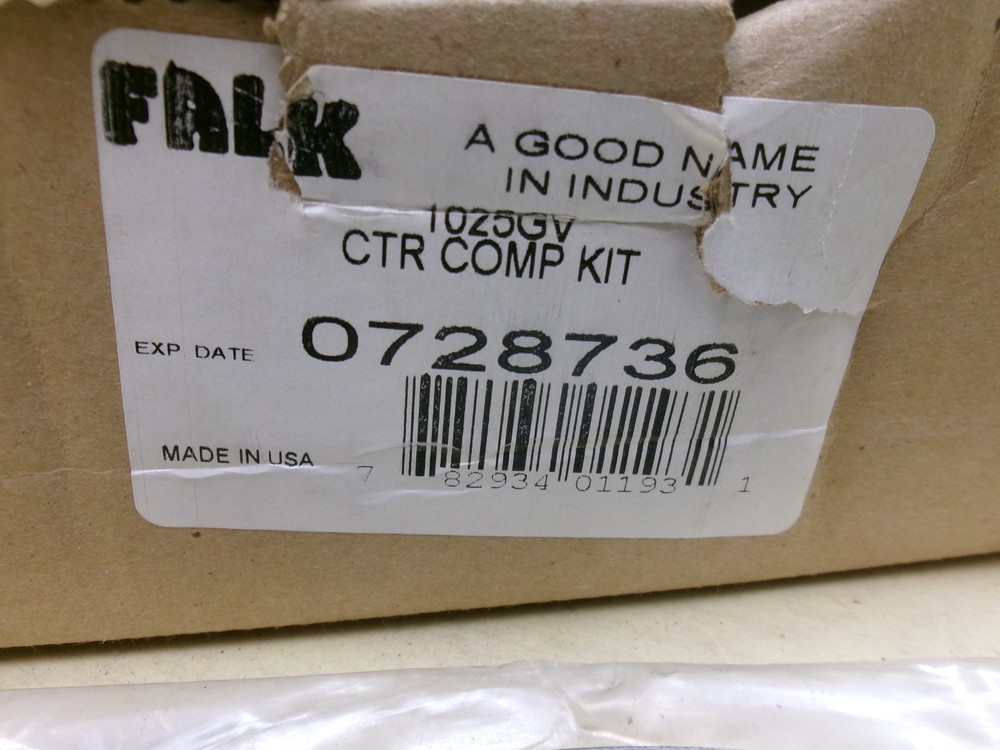 FALK
A GOOD NAME
IN INDUSTRY
1025GV
CTR COMP KIT
EXP. DATE
0728736
MADE IN USA
7 82934 01193 1